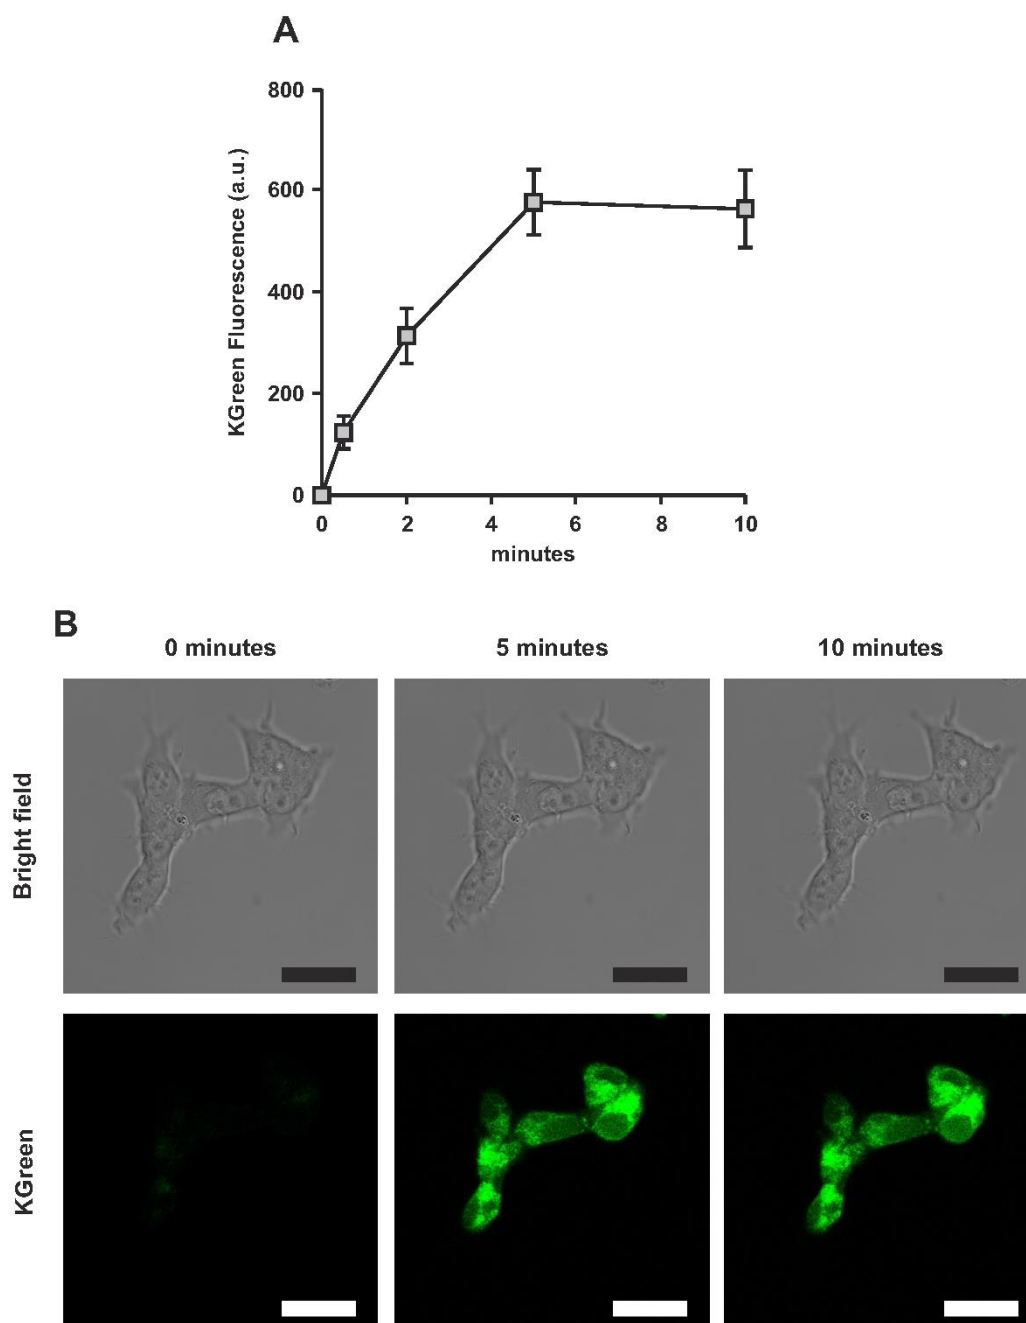 A
800
600
400
200
0
KGreen Fluorescence (a.u.)
0 2 4 6 8 10
minutes
B
0 minutes 5 minutes 10 minutes
Bright field
KGreen